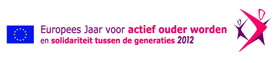 Europees Jaar voor actief ouder worden
en solidariteit tussen de generaties 2012